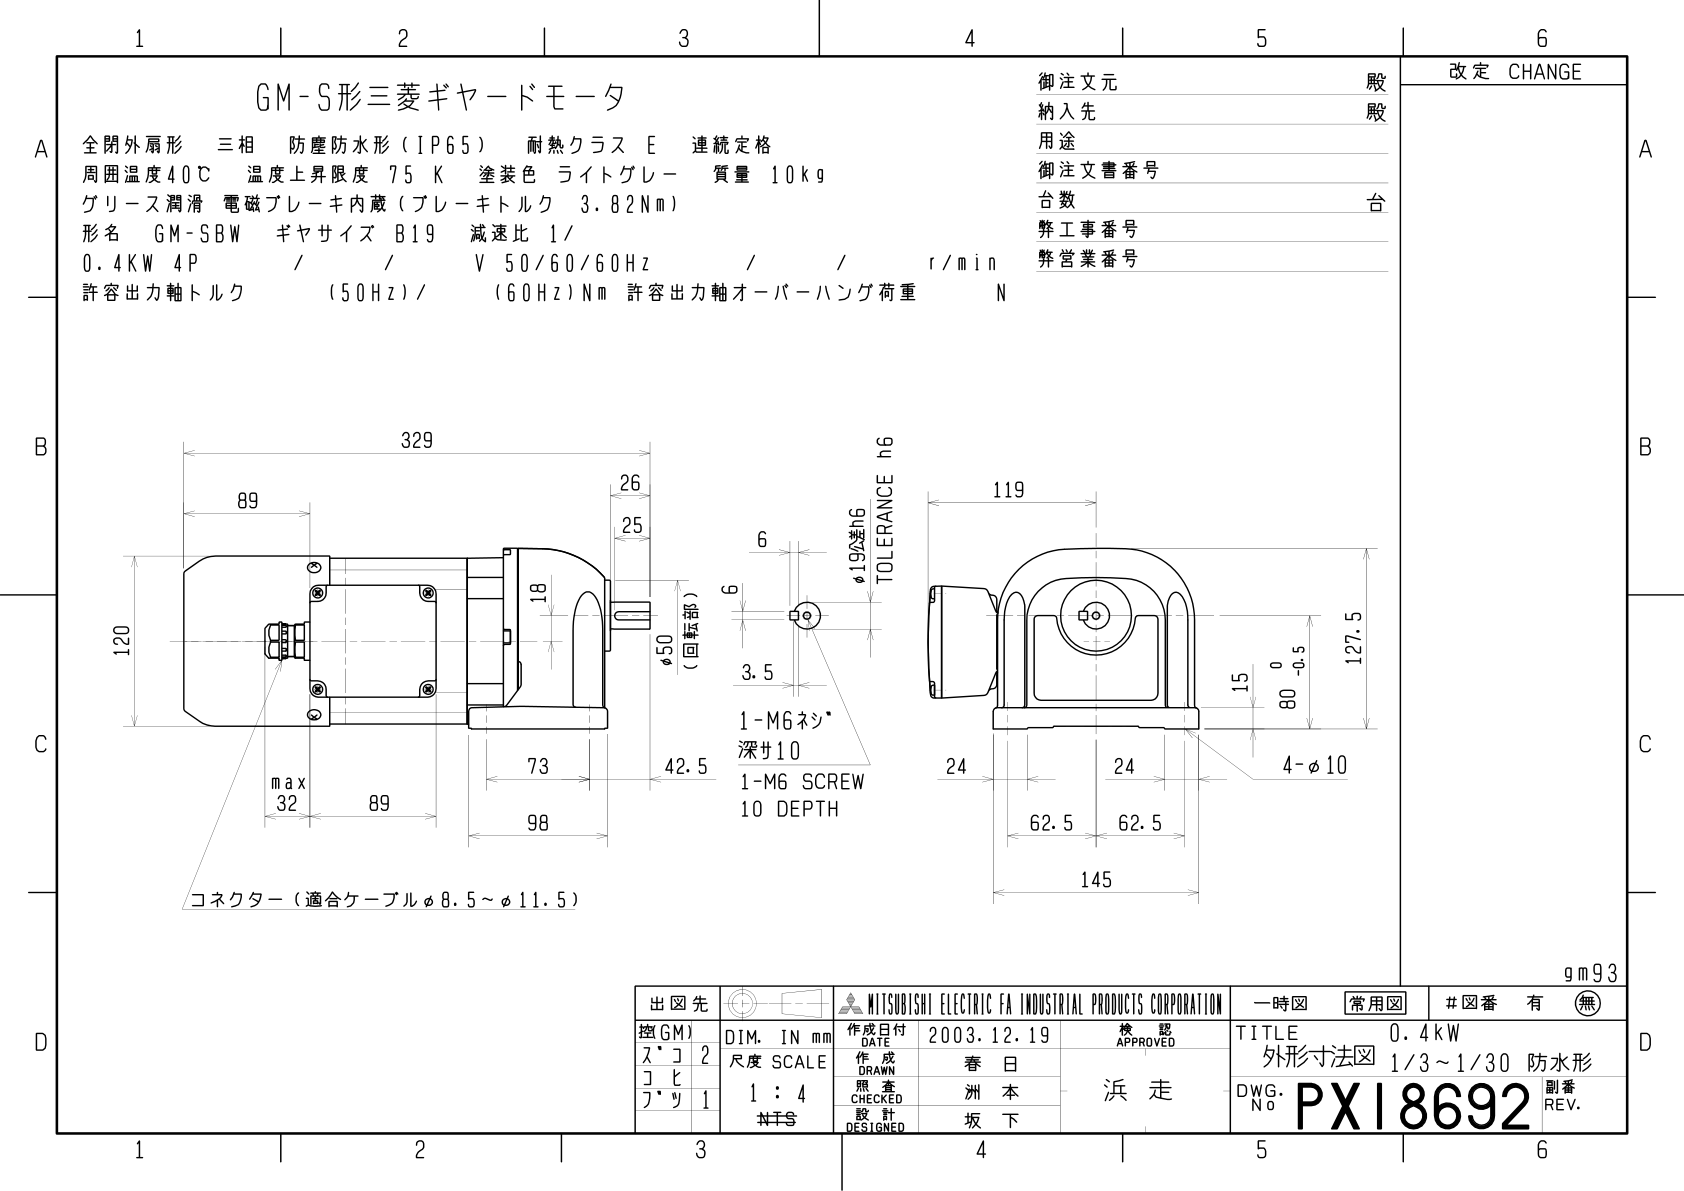 1 2 3 4 5 6
改定 CHANGE
GM-S形三菱ギヤードモータ
全閉外扇形 三相 防塵防水形(IP65) 耐熱クラス E 連続定格
周囲温度40℃ 温度上昇限度 75 K 塗装色 ライトグレー 質量 10kg
グリース潤滑 電磁ブレーキ内蔵(ブレーキトルク 3.82Nm)
形名 GM-SBW ギヤサイズ B19 減速比 1/
0.4KW 4P / / V 50/60/60Hz / / r/min
許容出力軸トルク (50Hz)/ (60Hz)Nm 許容出力軸オーバーハング荷重 N
御注文元 殿
納入先 殿
用途
御注文書番号
台数 台
弊工事番号
弊営業番号
A A
B B
C C
D D
329
26
89
25
18
120
φ50
(回転部)
73
42.5
max
32
89
98
コネクター(適合ケーブルφ8.5~φ11.5)
6
6
3.5
φ19公差h6
TOLERANCE h6
1-M6ネジ
深サ10
1-M6 SCREW
10 DEPTH
119
127.5
15
80 0 -0.5
24
24
4-φ10
62.5
62.5
145
gm93
出図先
控(GM)
ズコ 2
コヒ
ブツ 1
DIM. IN mm
尺度 SCALE
1 : 4
NTS
MITSUBISHI ELECTRIC FA INDUSTRIAL PRODUCTS CORPORATION
作成日付
DATE
2003.12.19
検 認
APPROVED
作 成
DRAWN
春 日
照 査
CHECKED
洲 本
浜 走
設 計
DESIGNED
坂 下
一時図 常用図 #図番 有 無
TITLE 0.4kW
外形寸法図 1/3~1/30 防水形
DWG.
No
PX18692
副番
REV.
1 2 3 4 5 6